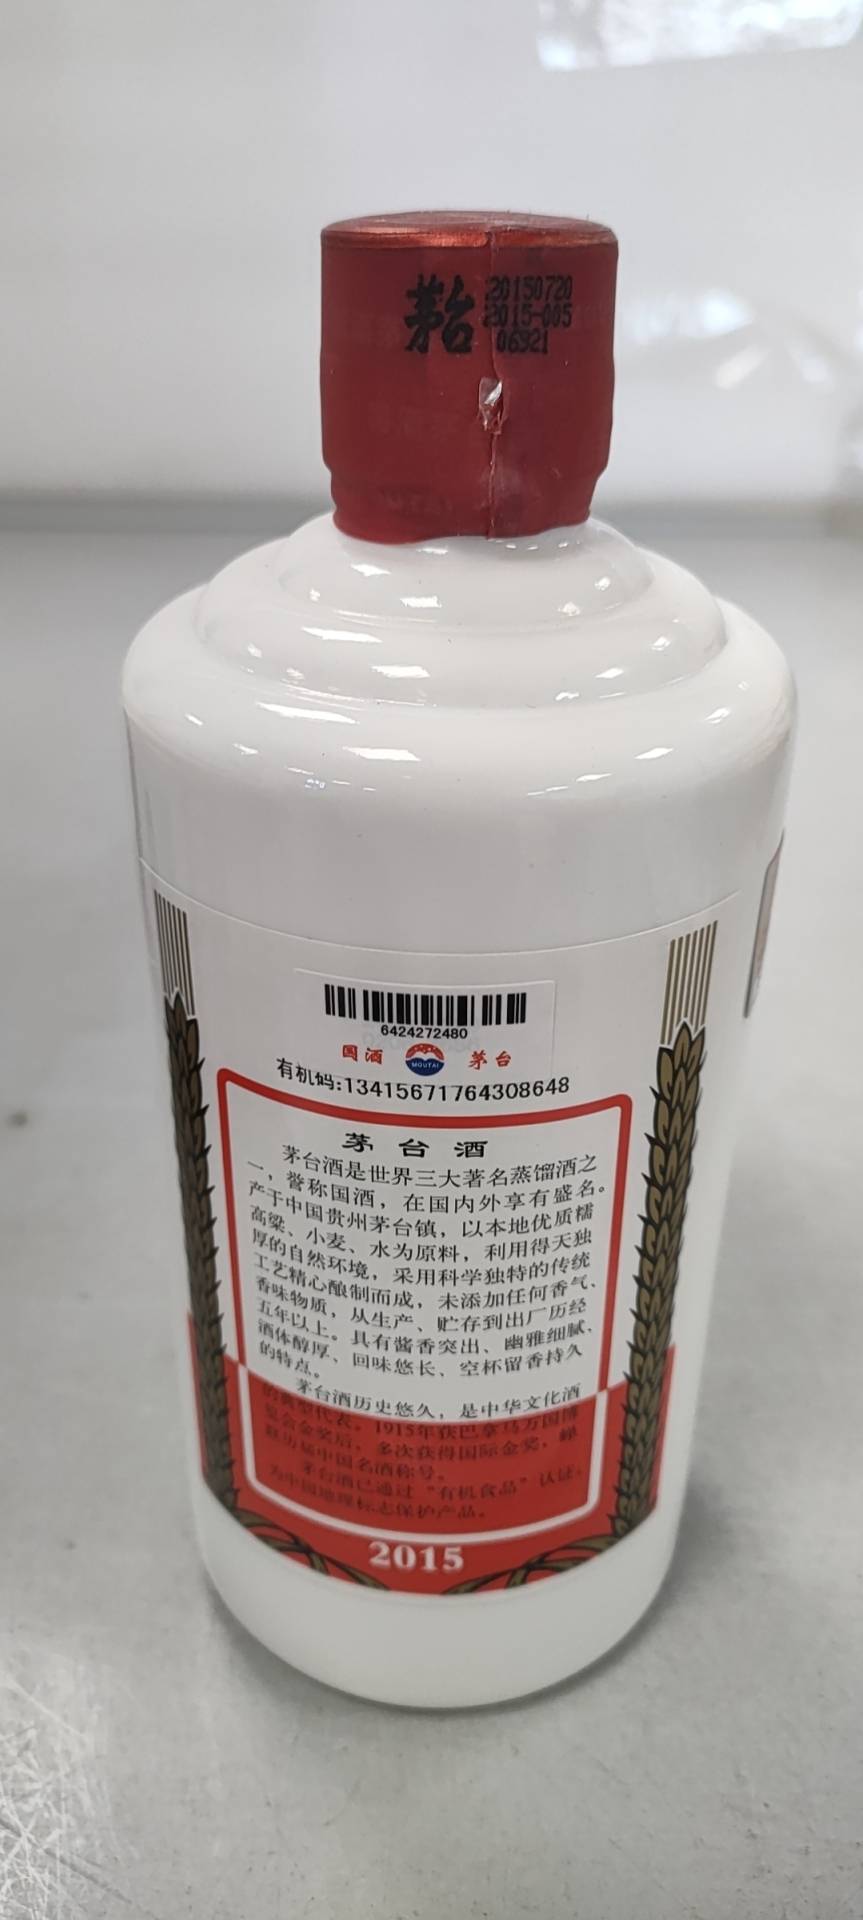 茅台
20150720
2015-005
06921
6424272480
国酒
MOUTAI
茅台
有机码:13415671764308648
茅台酒
茅台酒是世界三大著名蒸馏酒之
一，誉称国酒，在国内外享有盛名。
产于中国贵州茅台镇，以本地优质糯
高粱、小麦、水为原料，利用得天独
厚的自然环境，采用科学独特的传统
工艺精心酿制而成，未添加任何香气、
香味物质，从生产、贮存到出厂历经
五年以上。具有酱香突出、幽雅细腻、
酒体醇厚、回味悠长、空杯留香持久
的特点。
茅台酒历史悠久，是中华文化酒
的典型代表。1915年获巴拿马万国博
览会金奖后，多次获得国际金奖，蝉
联历届中国名酒称号。
茅台酒已通过“有机食品”认证，
为中国地理标志保护产品。
2015